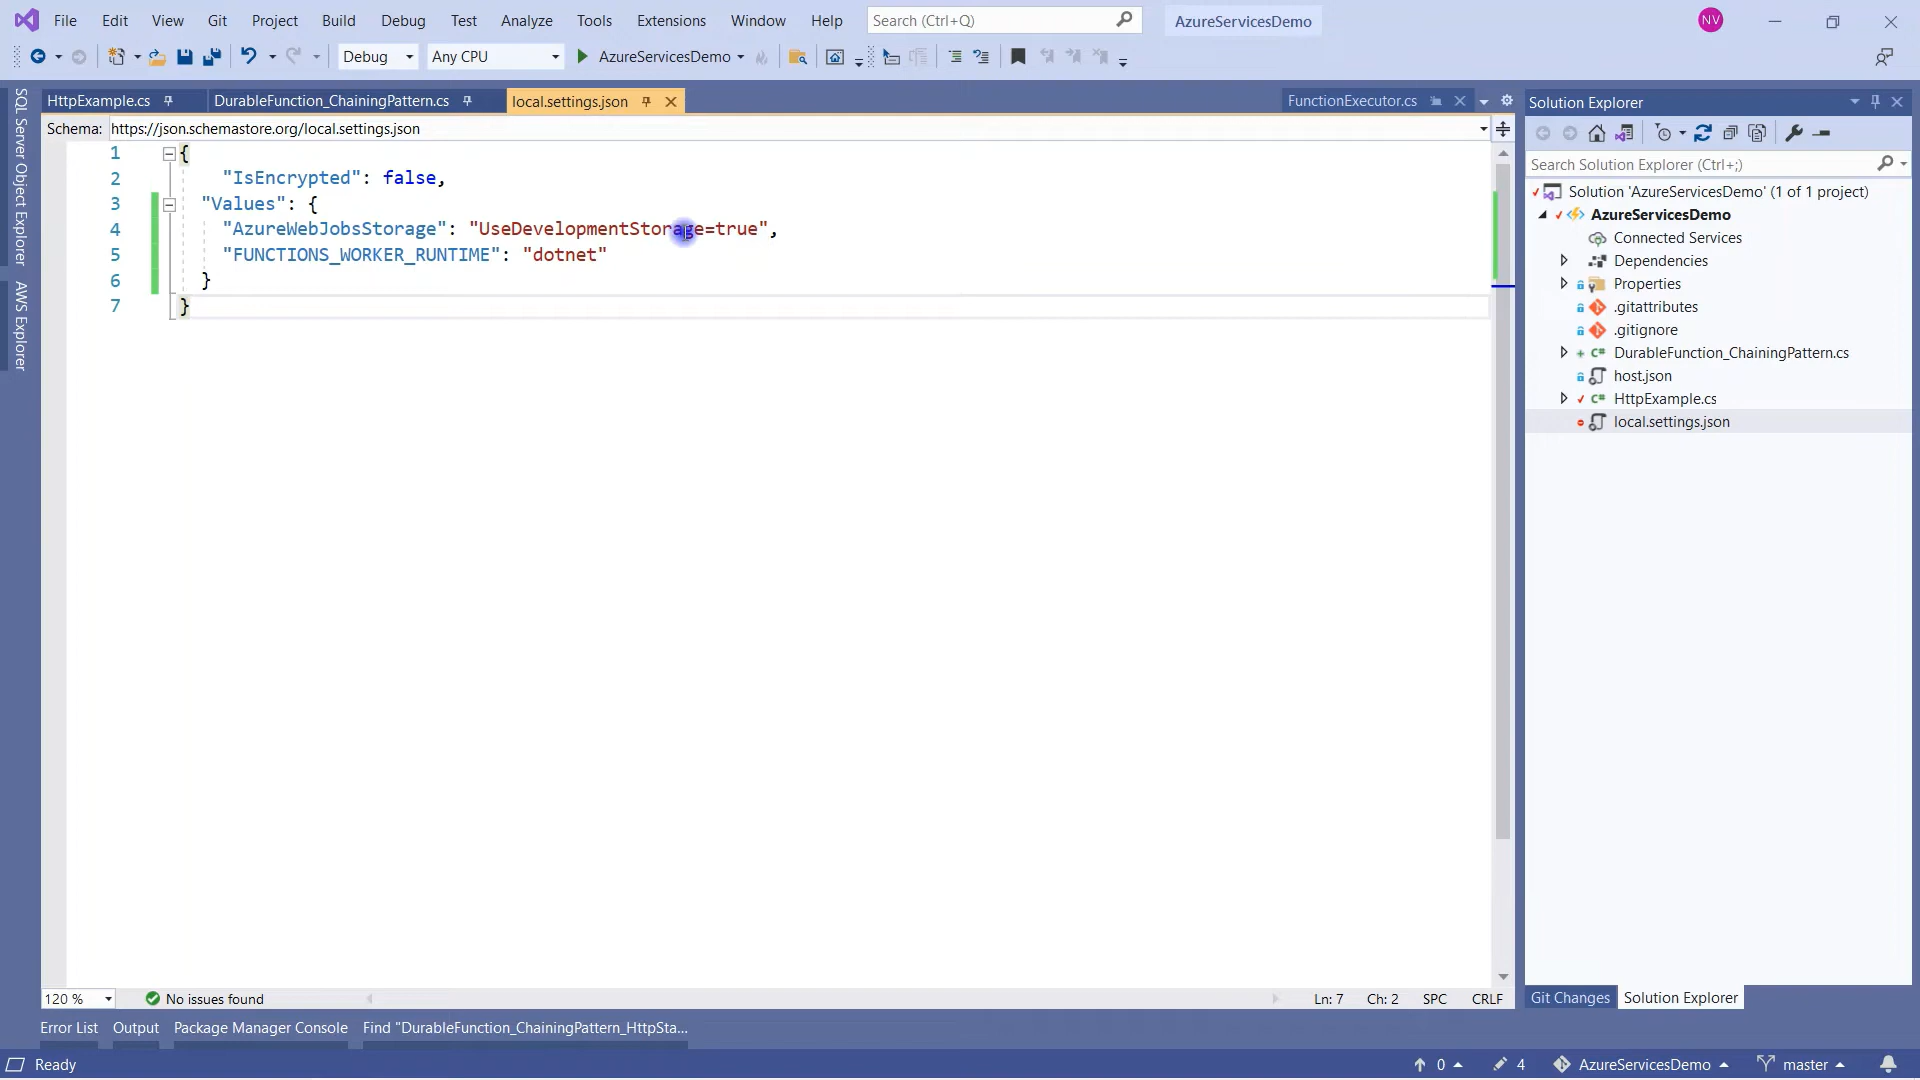 File Edit View Git Project Build Debug Test Analyze Tools Extensions Window Help Search (Ctrl+Q) AzureServicesDemo NV
Debug Any CPU AzureServicesDemo
HttpExample.cs DurableFunction_ChainingPattern.cs local.settings.json FunctionExecutor.cs
Schema: https://json.schemastore.org/local.settings.json
1 {
2 "IsEncrypted": false,
3 "Values": {
4 "AzureWebJobsStorage": "UseDevelopmentStorage=true",
5 "FUNCTIONS_WORKER_RUNTIME": "dotnet"
6 }
7 }
SQL Server Object Explorer
AWS Explorer
Solution Explorer
Search Solution Explorer (Ctrl+;)
Solution 'AzureServicesDemo' (1 of 1 project)
AzureServicesDemo
Connected Services
Dependencies
Properties
.gitattributes
.gitignore
DurableFunction_ChainingPattern.cs
host.json
HttpExample.cs
local.settings.json
120 % No issues found Ln: 7 Ch: 2 SPC CRLF
Git Changes Solution Explorer
Error List Output Package Manager Console Find "DurableFunction_ChainingPattern_HttpSta...
Ready 0 4 AzureServicesDemo master